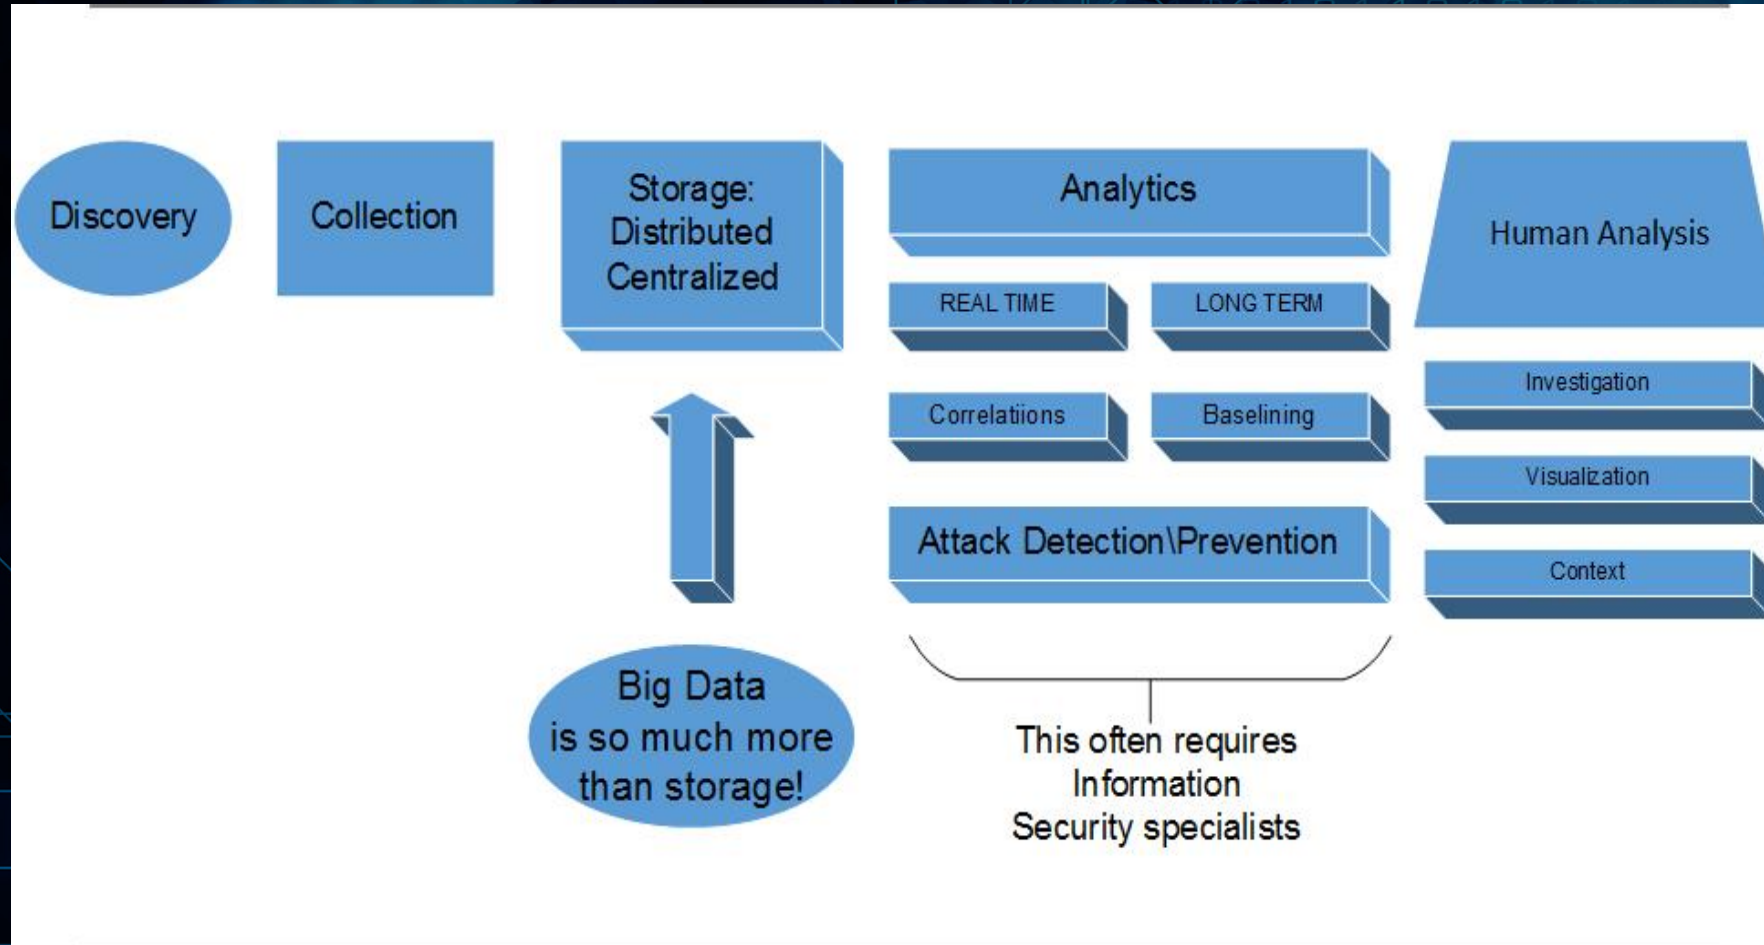 Discovery
Collection
Storage:
Distributed
Centralized
Analytics
REAL TIME
LONG TERM
Correlatiions
Baselining
Attack Detection\Prevention
Human Analysis
Investigation
Visualization
Context
Big Data
is so much more
than storage!
This often requires
Information
Security specialists